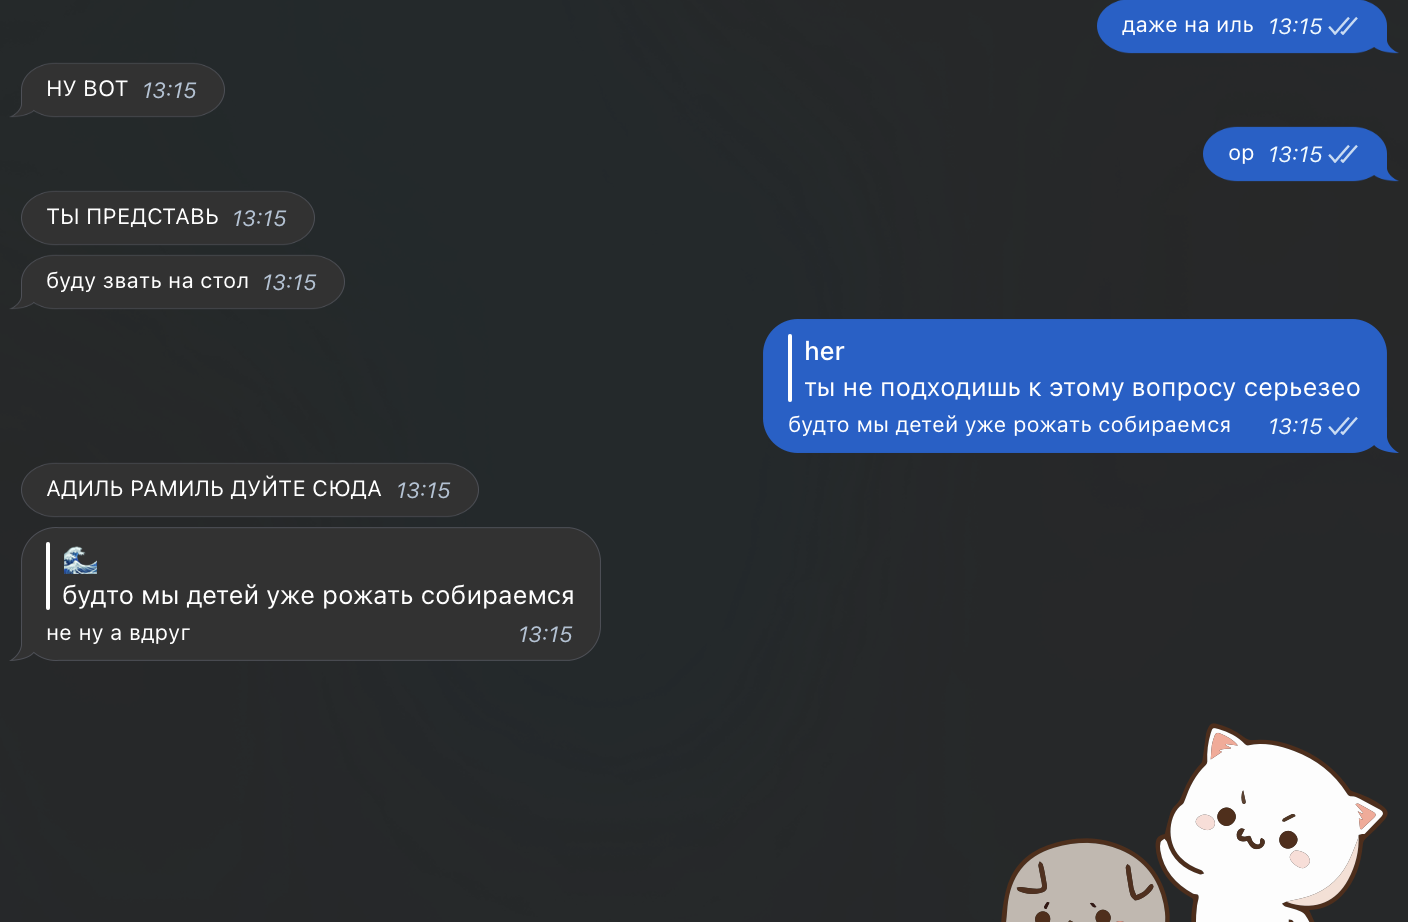 даже на иль 13:15
НУ ВОТ 13:15
ор 13:15
ТЫ ПРЕДСТАВЬ 13:15
буду звать на стол 13:15
her
ты не подходишь к этому вопросу серьезео
будто мы детей уже рожать собираемся 13:15
АДИЛЬ РАМИЛЬ ДУЙТЕ СЮДА 13:15
🌊
будто мы детей уже рожать собираемся
не ну а вдруг 13:15